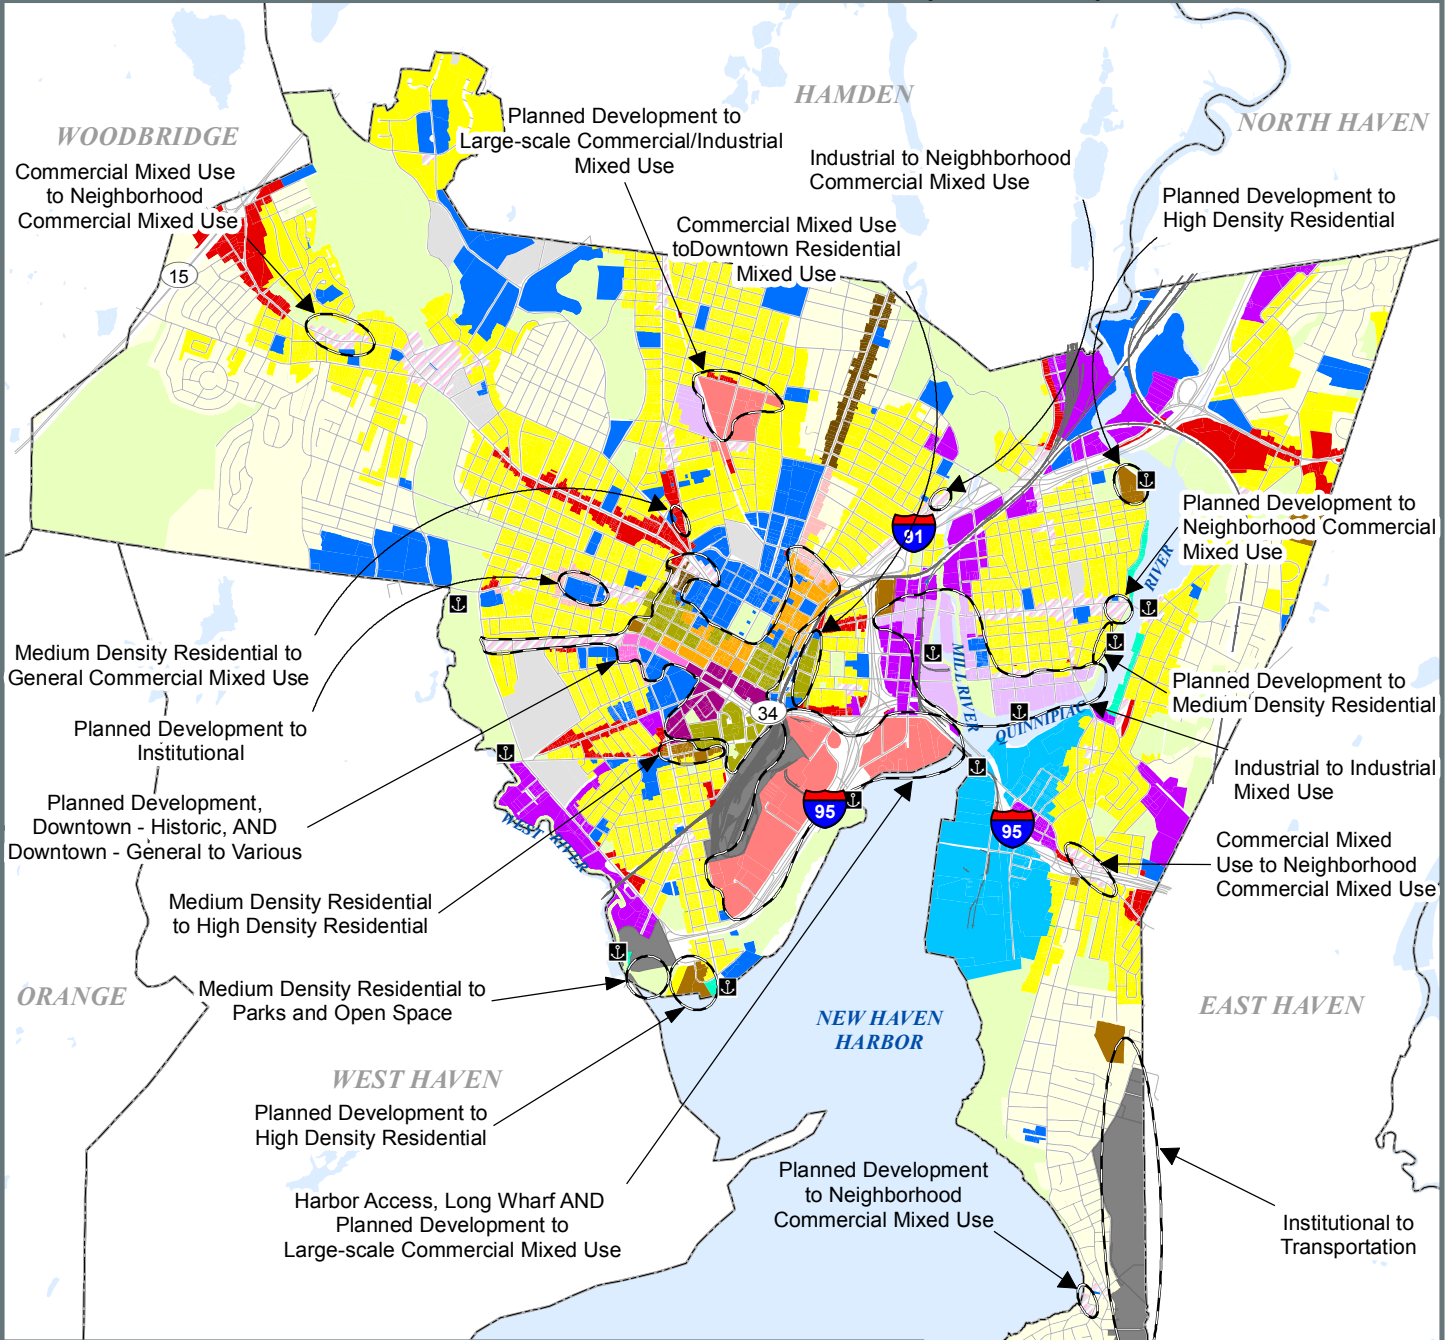 HAMDEN
NORTH HAVEN
WOODBRIDGE
Planned Development to
Large-scale Commercial/Industrial
Mixed Use
Industrial to Neigbhborhood
Commercial Mixed Use
Commercial Mixed Use
to Neighborhood
Commercial Mixed Use
Planned Development to
High Density Residential
Commercial Mixed Use
toDowntown Residential
Mixed Use
15
Planned Development to
Neighborhood Commercial
Mixed Use
91
RIVER
Medium Density Residential to
General Commercial Mixed Use
MILL RIVER
Planned Development to
Medium Density Residential
34
QUINNIPIAC
Planned Development to
Institutional
Industrial to Industrial
Mixed Use
Planned Development,
Downtown - Historic, AND
Downtown - General to Various
95
95
WEST RIVER
Commercial Mixed
Use to Neighborhood
Commercial Mixed Use
Medium Density Residential
to High Density Residential
Medium Density Residential to
Parks and Open Space
ORANGE
NEW HAVEN
HARBOR
EAST HAVEN
WEST HAVEN
Planned Development to
High Density Residential
Harbor Access, Long Wharf AND
Planned Development to
Large-scale Commercial Mixed Use
Planned Development
to Neighborhood
Commercial Mixed Use
Institutional to
Transportation